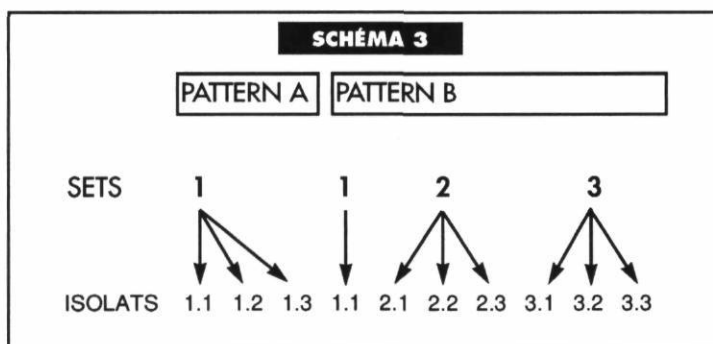 SCHÉMA 3
PATTERN A PATTERN B
SETS 1 1 2 3
ISOLATS 1.1 1.2 1.3 1.1 2.1 2.2 2.3 3.1 3.2 3.3